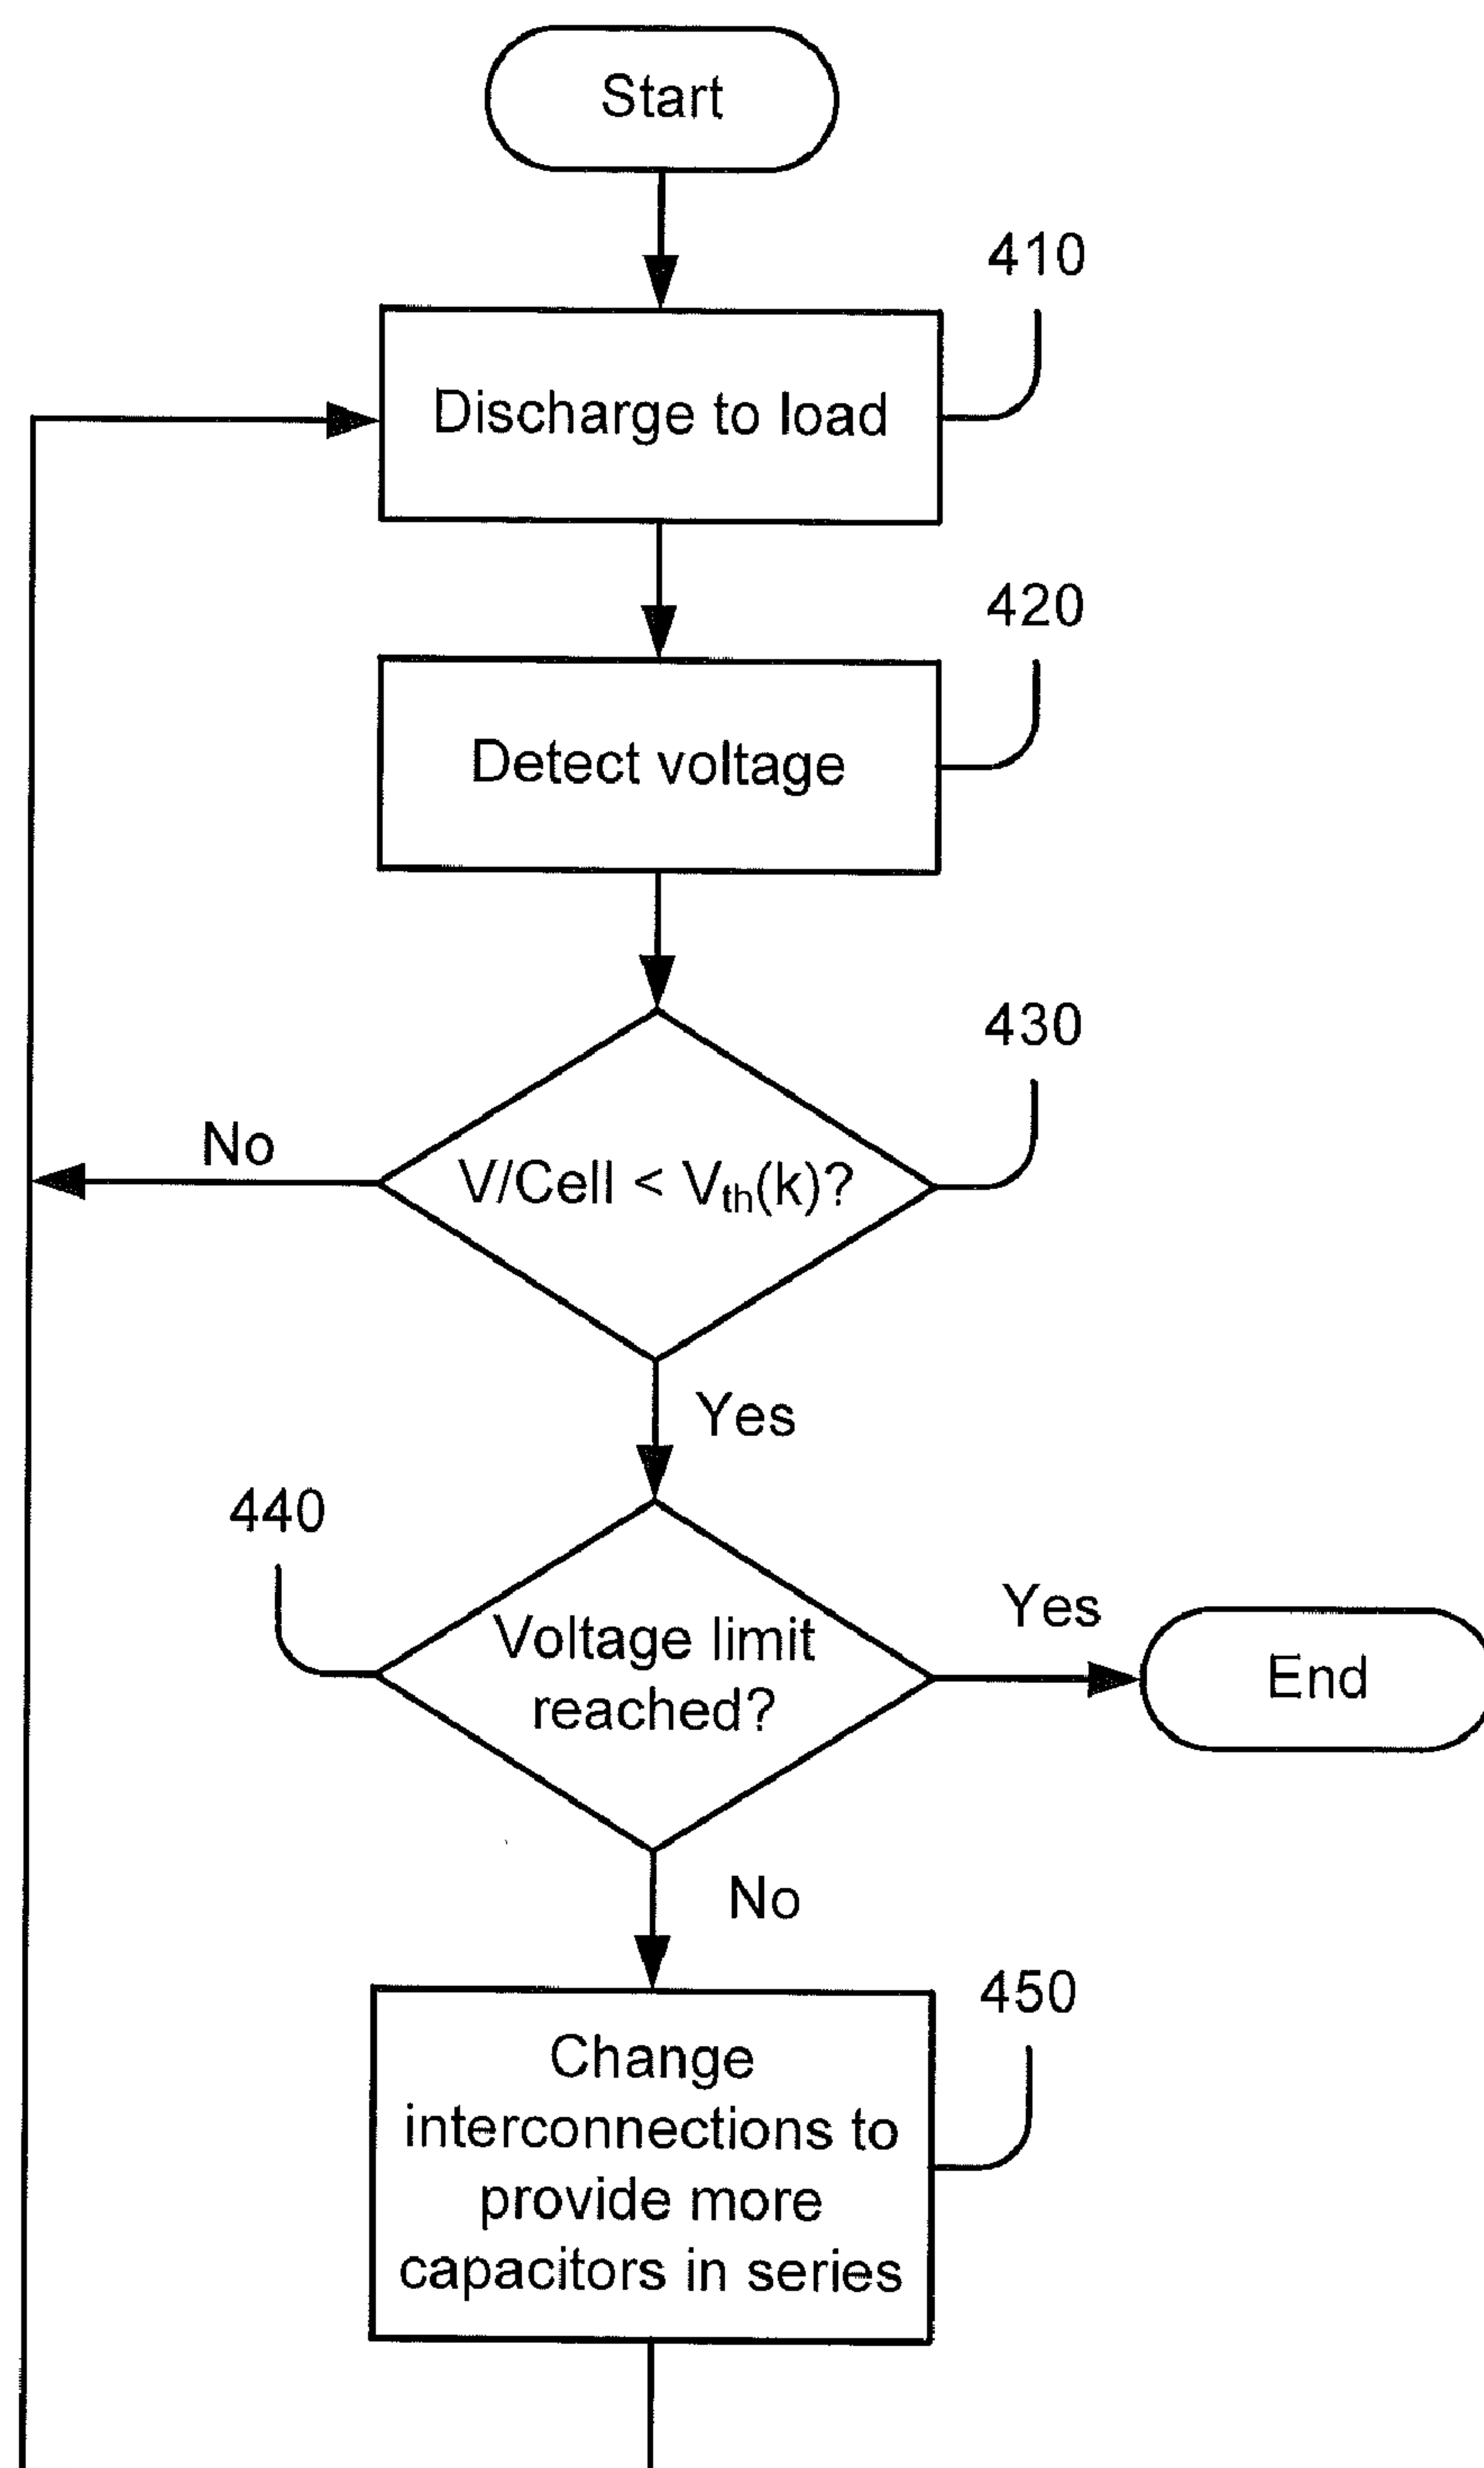 Start
410
Discharge to load
420
Detect voltage
430
No
V/Cell < Vth(k)?
Yes
440
Voltage limit
reached?
Yes
End
No
450
Change
interconnections to
provide more
capacitors in series